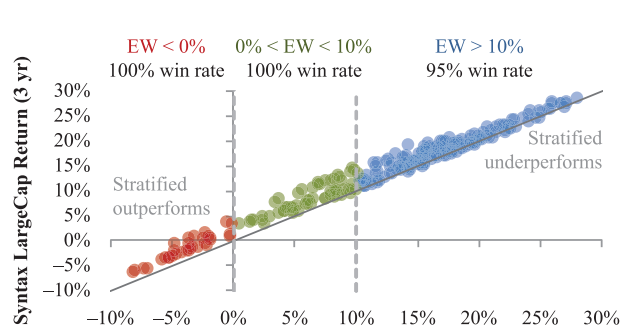 EW < 0% 0% < EW < 10% EW > 10%
100% win rate 100% win rate 95% win rate
Syntax LargeCap Return (3 yr)
30%
25%
20%
15%
10%
5%
0%
−5%
−10%
Stratified
outperforms
Stratified
underperforms
−10% −5% 0% 5% 10% 15% 20% 25% 30%